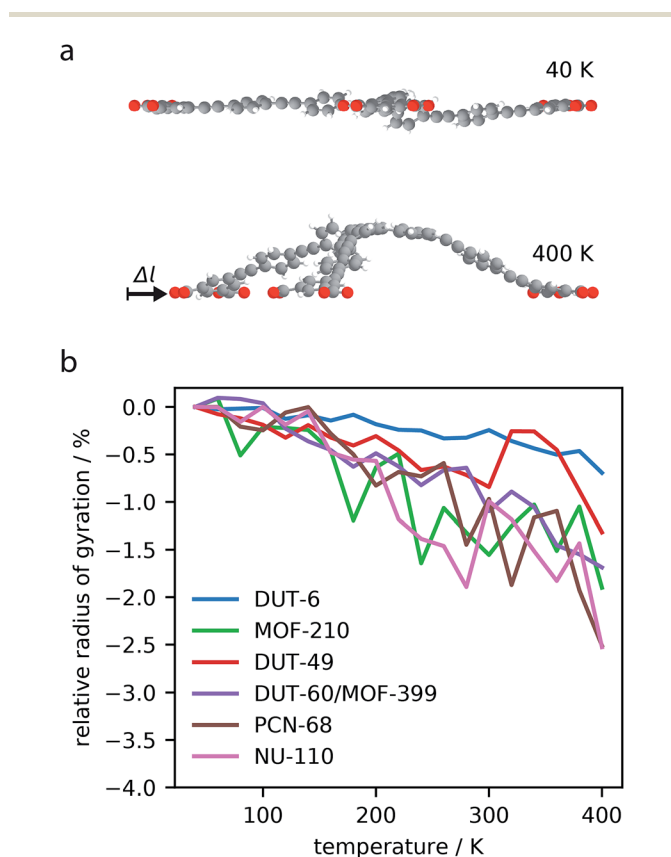 a
40 K
Δl
400 K
b
relative radius of gyration / %
0.0
−0.5
−1.0
−1.5
−2.0
−2.5
−3.0
−3.5
−4.0
DUT-6
MOF-210
DUT-49
DUT-60/MOF-399
PCN-68
NU-110
100
200
300
400
temperature / K